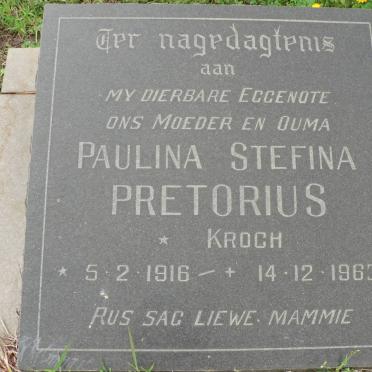 Ter nagedagtenis
aan
MY DIERBARE EGGENOTE
ONS MOEDER EN OUMA
PAULINA STEFINA
PRETORIUS
* KROCH
* 5·2·1916 — + 14·12·196
RUS SAG LIEWE MAMMIE